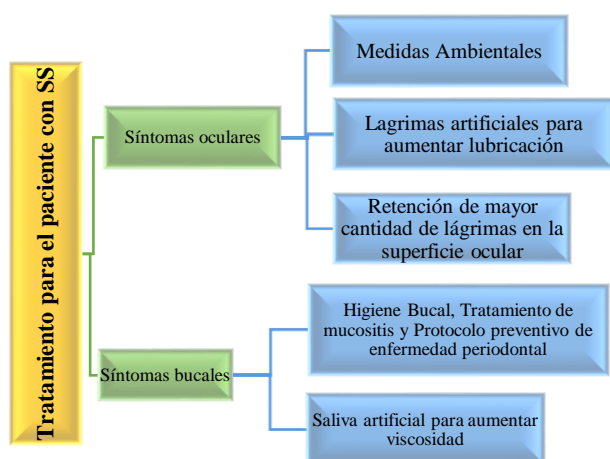 Tratamiento para el paciente con SS
Síntomas oculares
Medidas Ambientales
Lagrimas artificiales para
aumentar lubricación
Retención de mayor
cantidad de lágrimas en la
superficie ocular
Síntomas bucales
Higiene Bucal, Tratamiento de
mucositis y Protocolo preventivo de
enfermedad periodontal
Saliva artificial para aumentar
viscosidad